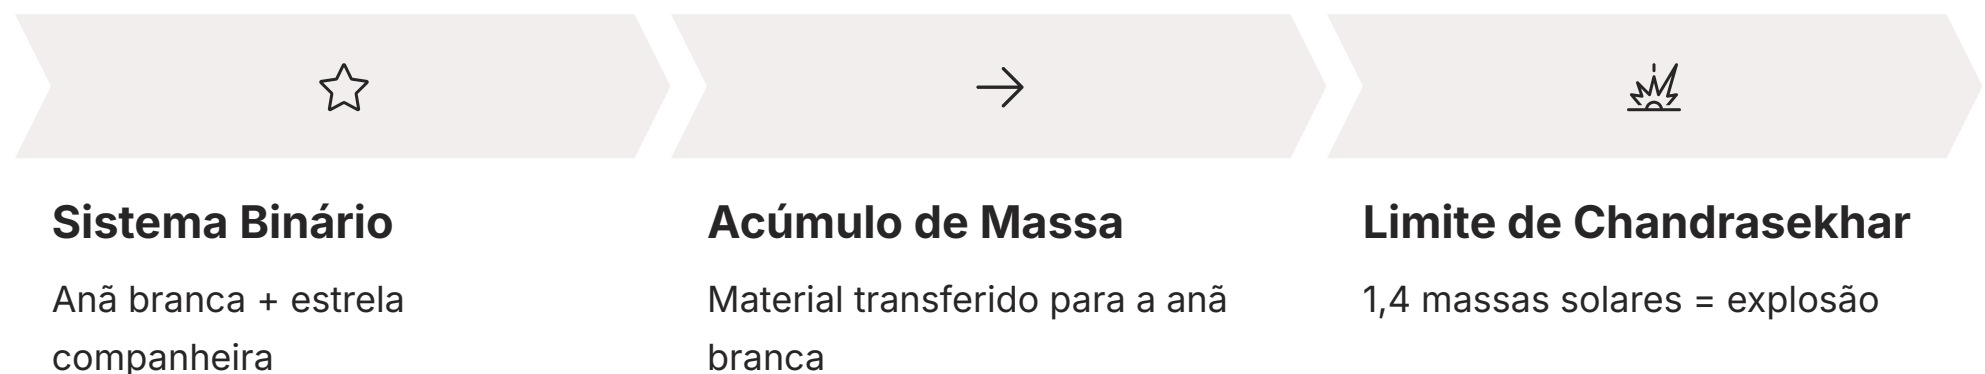 Sistema Binário
Anã branca + estrela
companheira
Acúmulo de Massa
Material transferido para a anã
branca
Limite de Chandrasekhar
1,4 massas solares = explosão